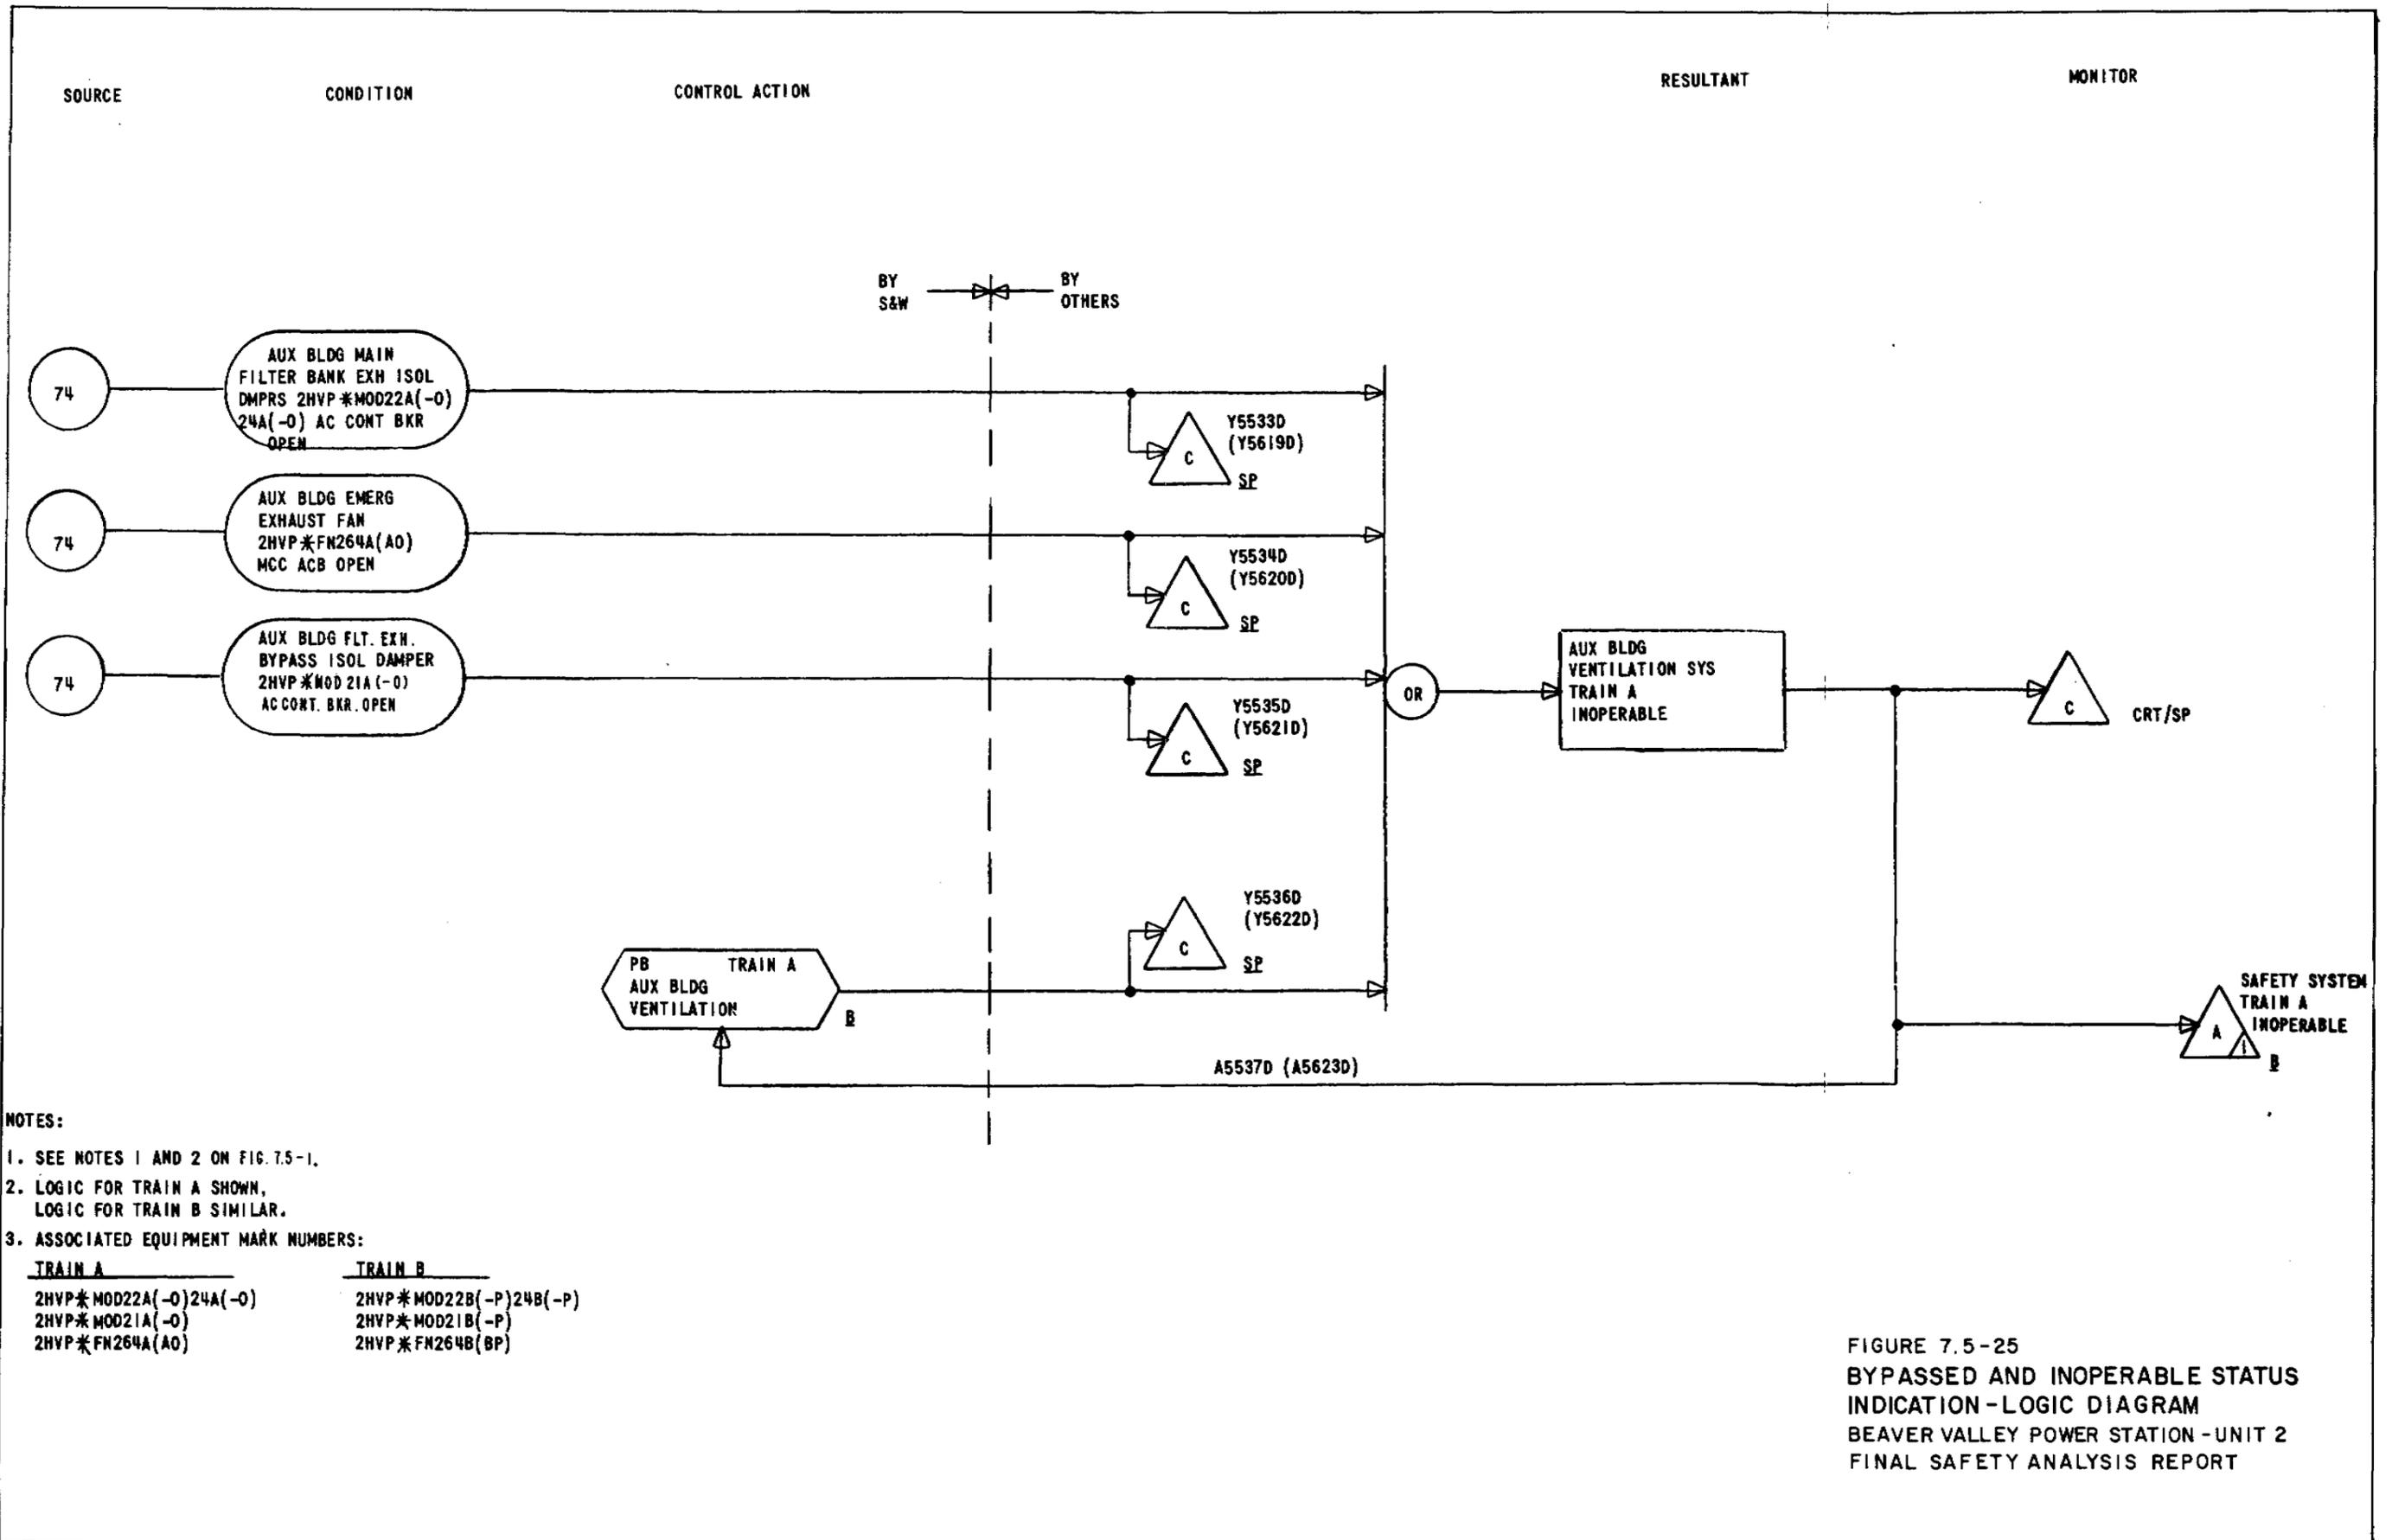 SOURCE
CONDITION
CONTROL ACTION
RESULTANT
MONITOR
BY
S&W
BY
OTHERS
74
AUX BLDG MAIN
FILTER BANK EXH ISOL
DMPRS 2HVP*MOD22A(-O)
24A(-O) AC CONT BKR
OPEN
Y5533D
(Y5619D)
C
SP
74
AUX BLDG EMERG
EXHAUST FAN
2HVP*FN264A(AO)
MCC ACB OPEN
Y5534D
(Y5620D)
C
SP
74
AUX BLDG FLT. EXH.
BYPASS ISOL DAMPER
2HVP*MOD 21A(-O)
AC CONT. BKR. OPEN
Y5535D
(Y5621D)
C
SP
OR
AUX BLDG
VENTILATION SYS
TRAIN A
INOPERABLE
C
CRT/SP
Y5536D
(Y5622D)
C
SP
PB TRAIN A
AUX BLDG
VENTILATION
B
SAFETY SYSTEM
TRAIN A
INOPERABLE
A
1
B
A5537D (A5623D)
NOTES:
1. SEE NOTES 1 AND 2 ON FIG. 7.5-1.
2. LOGIC FOR TRAIN A SHOWN,
LOGIC FOR TRAIN B SIMILAR.
3. ASSOCIATED EQUIPMENT MARK NUMBERS:
TRAIN A TRAIN B
2HVP*MOD22A(-O)24A(-O) 2HVP*MOD22B(-P)24B(-P)
2HVP*MOD21A(-O) 2HVP*MOD21B(-P)
2HVP*FN264A(AO) 2HVP*FN264B(BP)
FIGURE 7.5-25
BYPASSED AND INOPERABLE STATUS
INDICATION-LOGIC DIAGRAM
BEAVER VALLEY POWER STATION-UNIT 2
FINAL SAFETY ANALYSIS REPORT